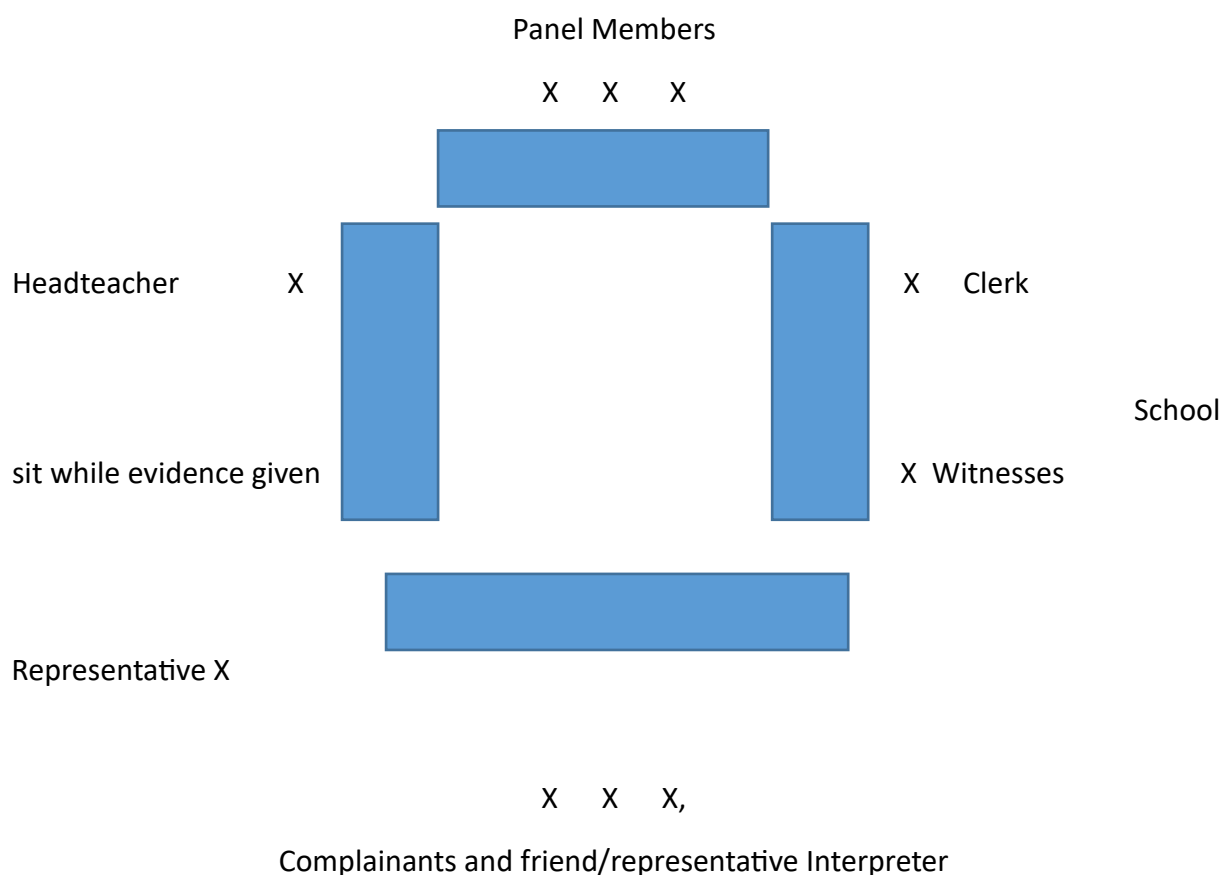 Panel Members
X X X
Headteacher X X Clerk
School
sit while evidence given X Witnesses
Representative X
X X X,
Complainants and friend/representative Interpreter